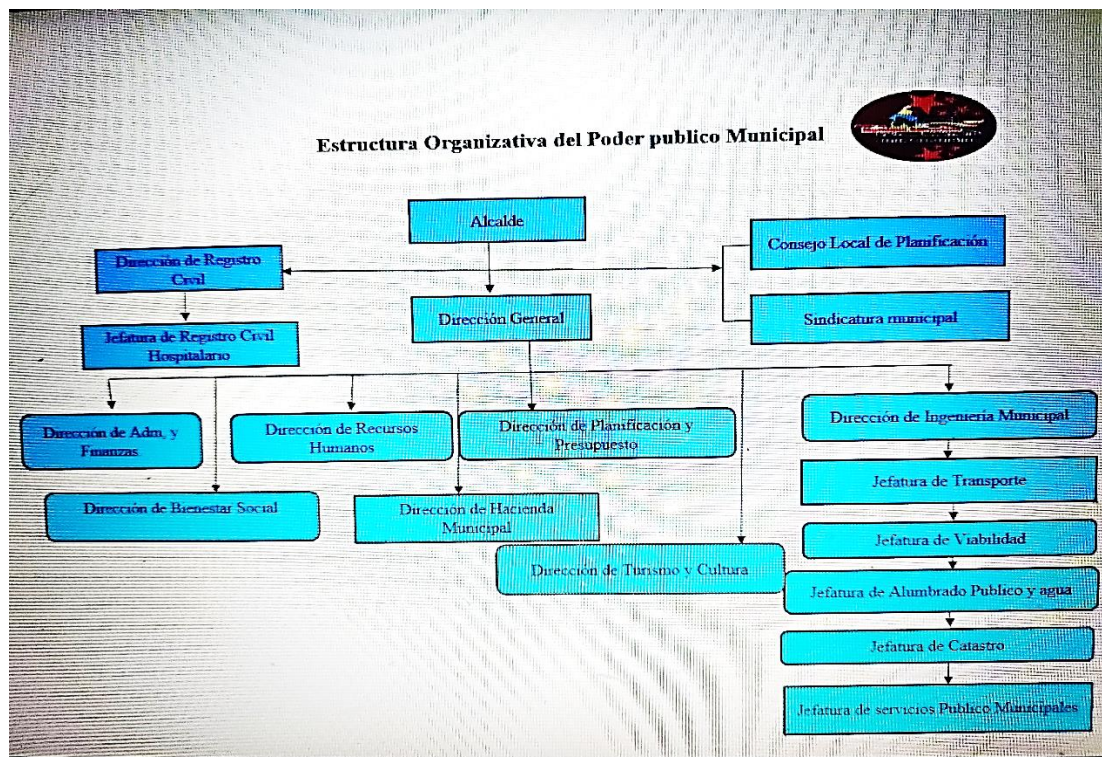 Estructura Organizativa del Poder publico Municipal
Alcalde
Consejo Local de Planificación
Dirección de Registro
Civil
Dirección General
Sindicatura municipal
Jefatura de Registro Civil
Hospitalario
Dirección de Adm, y
Finanzas
Dirección de Recursos
Humanos
Dirección de Planificación y
Presupuesto
Dirección de Ingeniería Municipal
Jefatura de Transporte
Dirección de Bienestar Social
Dirección de Hacienda
Municipal
Jefatura de Viabilidad
Dirección de Turismo y Cultura
Jefatura de Alumbrado Publico y agua
Jefatura de Catastro
Jefatura de servicios Publico Municipales